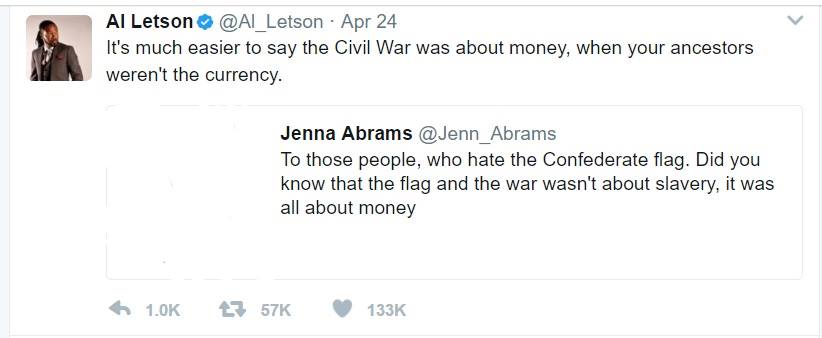 Al Letson @Al_Letson · Apr 24
It's much easier to say the Civil War was about money, when your ancestors
weren't the currency.
Jenna Abrams @Jenn_Abrams
To those people, who hate the Confederate flag. Did you
know that the flag and the war wasn't about slavery, it was
all about money
1.0K 57K 133K